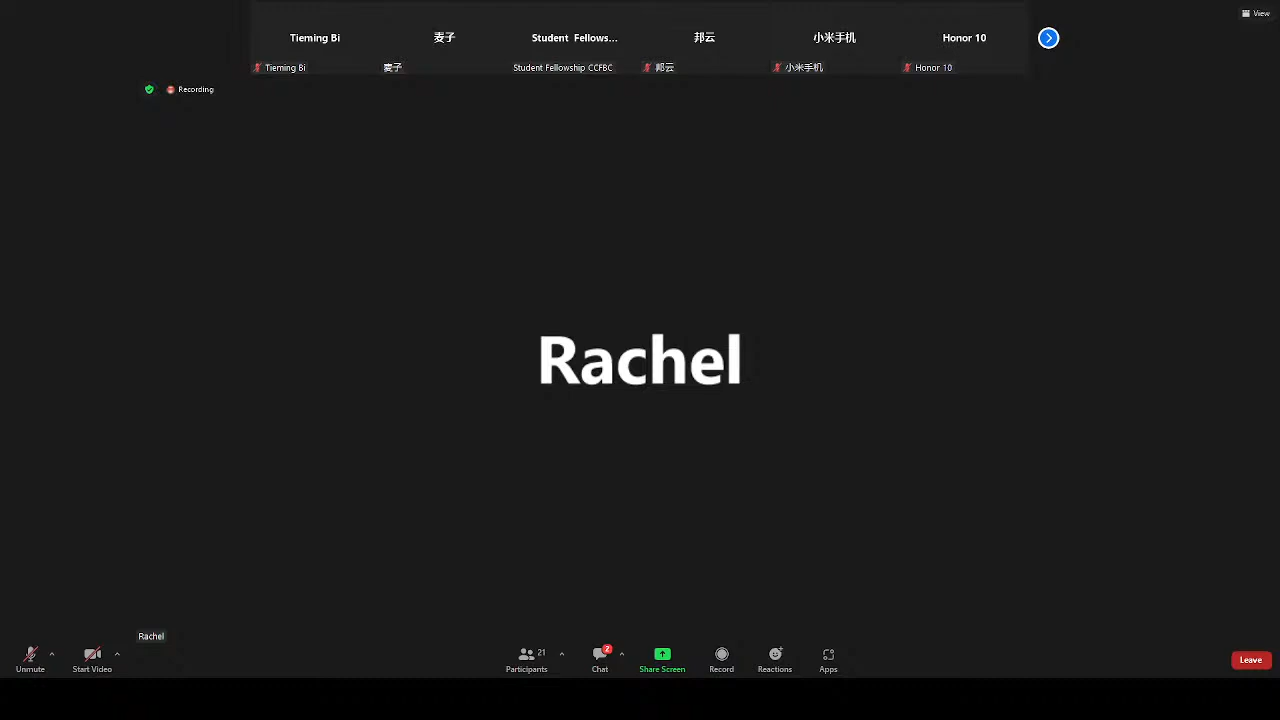 View
Tieming Bi
麦子
Student Fellows...
邦云
小米手机
Honor 10
Tieming Bi
麦子
Student Fellowship CCFBC
邦云
小米手机
Honor 10
Recording
Rachel
Rachel
Unmute
Start Video
21
Participants
2
Chat
Share Screen
Record
Reactions
Apps
Leave